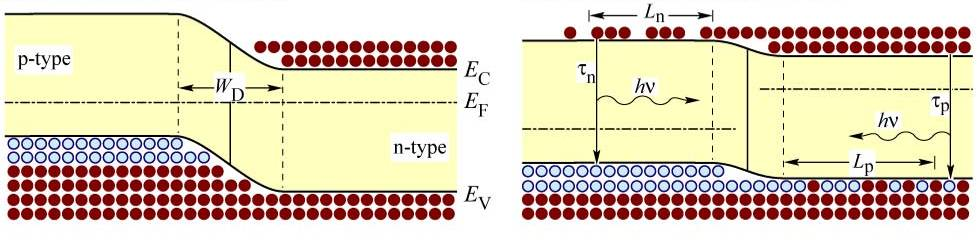 p-type
W_D
E_C
E_F
n-type
E_V
L_n
τ_n
hν
hν
τ_p
L_p